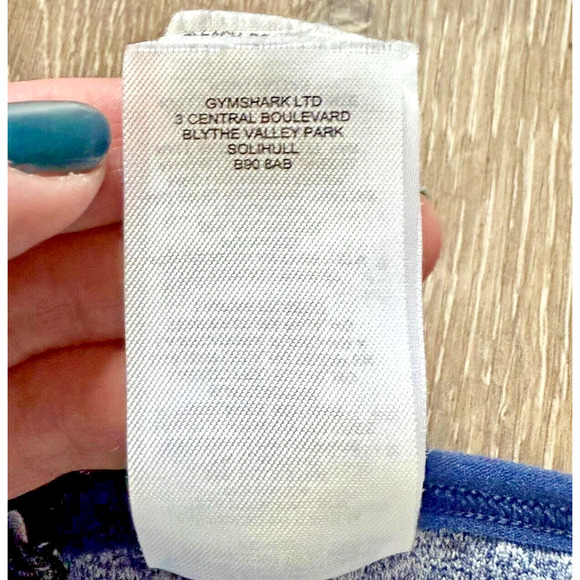 GYMSHARK LTD
3 CENTRAL BOULEVARD
BLYTHE VALLEY PARK
SOLIHULL
B90 8AB